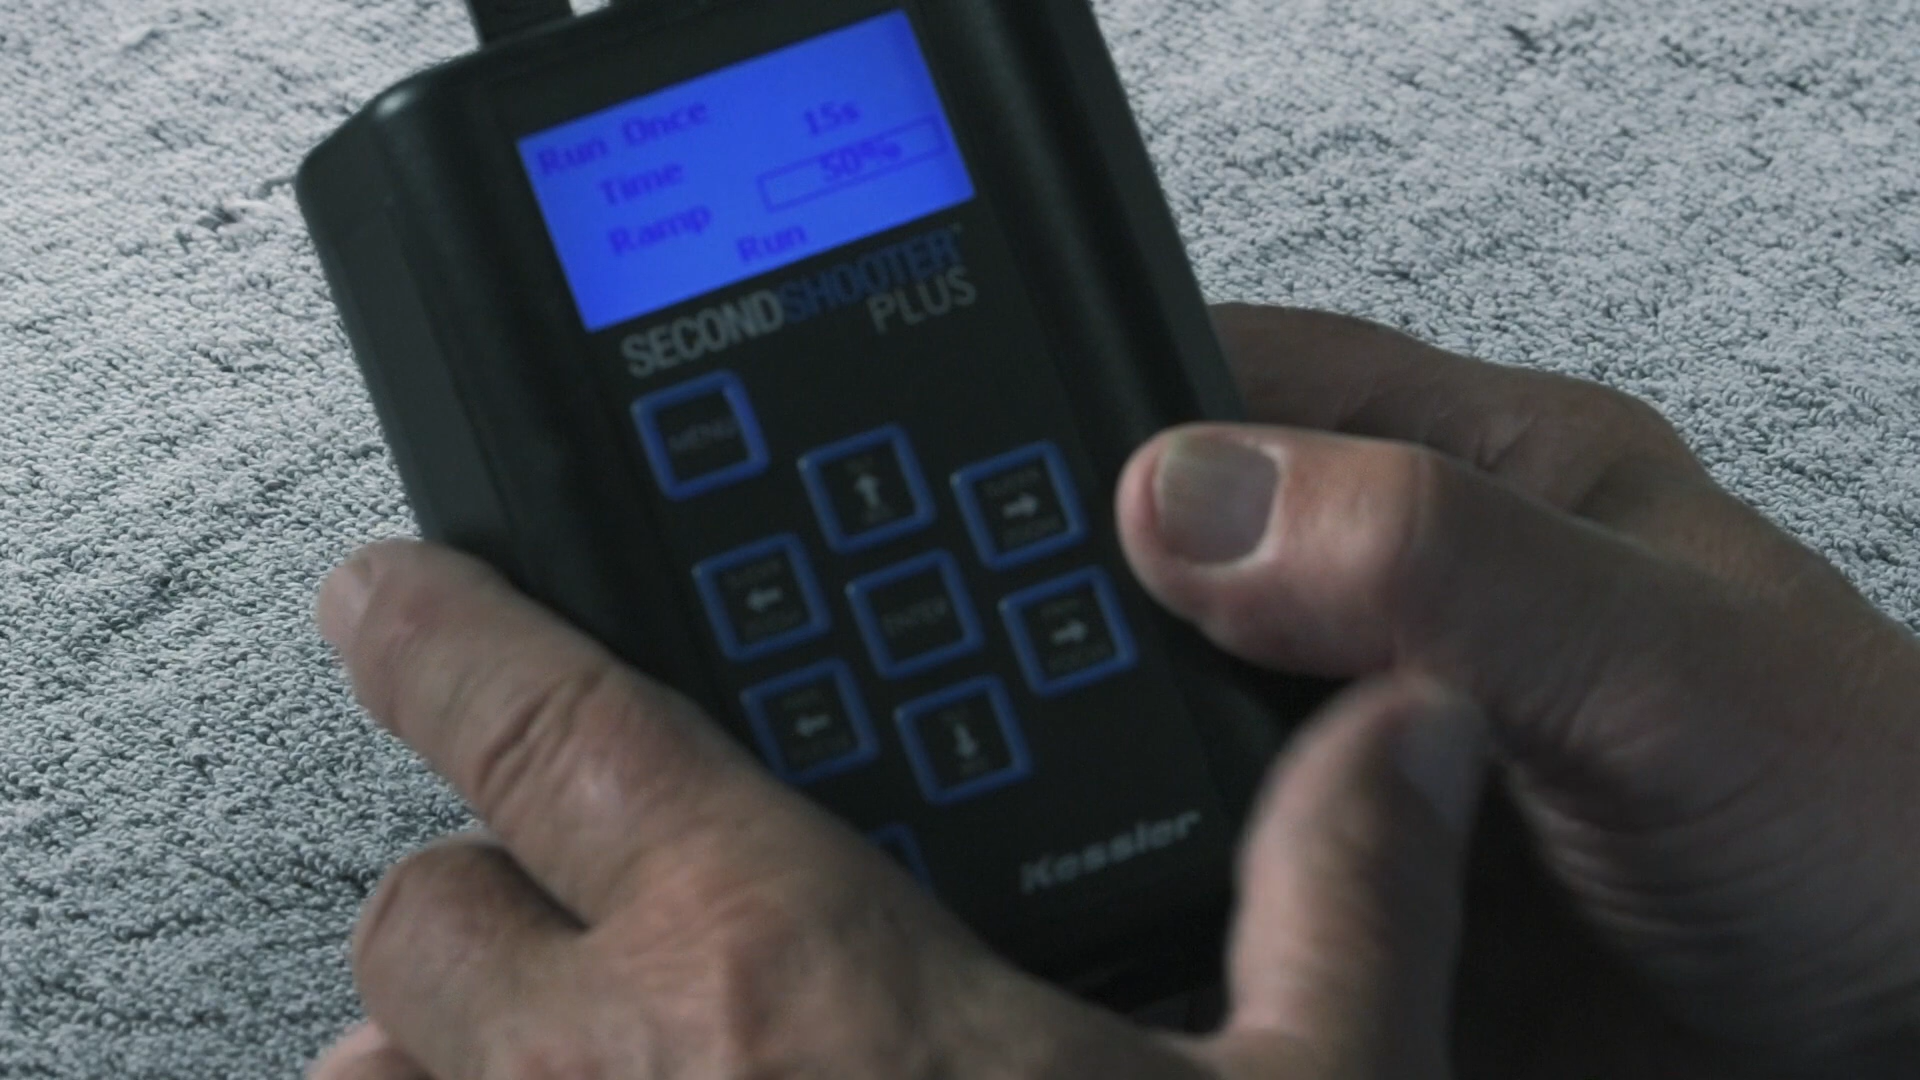 Run Once
Time 15s
Ramp 50%
Run
SECONDSHOOTER
PLUS
MENU
ENTER
Kessler